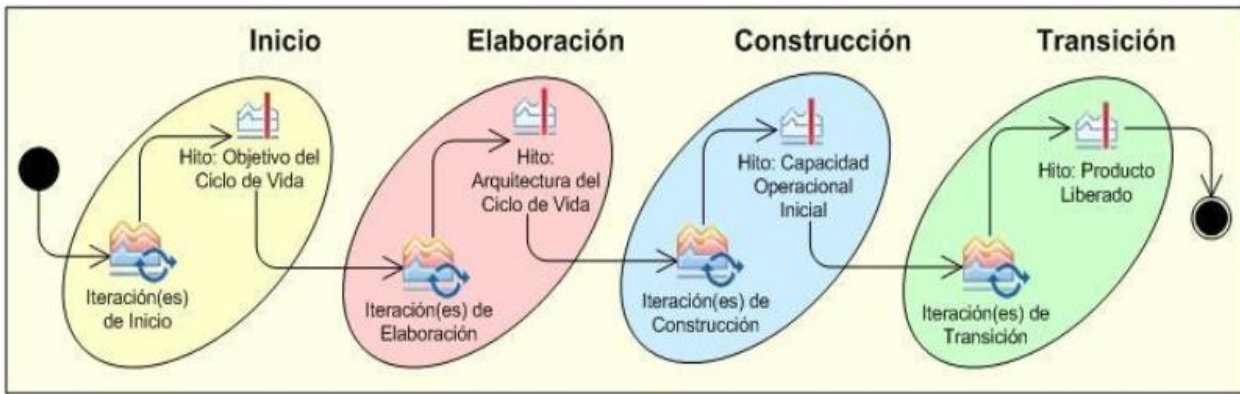 Inicio
Elaboración
Construcción
Transición
Hito: Objetivo del
Ciclo de Vida
Iteración(es)
de Inicio
Hito:
Arquitectura del
Ciclo de Vida
Iteración(es) de
Elaboración
Hito: Capacidad
Operacional
Inicial
Iteración(es) de
Construcción
Hito: Producto
Liberado
Iteración(es) de
Transición